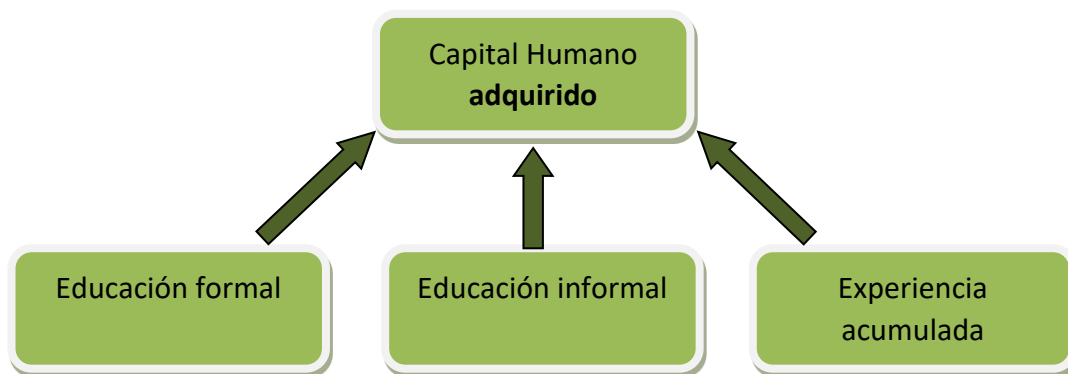 Capital Humano
adquirido
Educación formal
Educación informal
Experiencia
acumulada